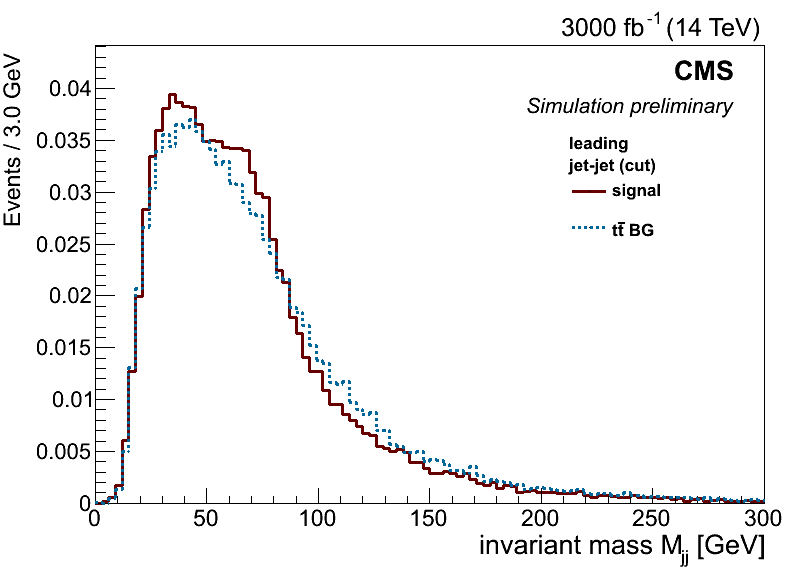 3000 fb-1 (14 TeV)
CMS
Simulation preliminary
leading
jet-jet (cut)
signal
tt̄ BG
Events / 3.0 GeV
0.04
0.035
0.03
0.025
0.02
0.015
0.01
0.005
0
0 50 100 150 200 250 300
invariant mass Mjj [GeV]